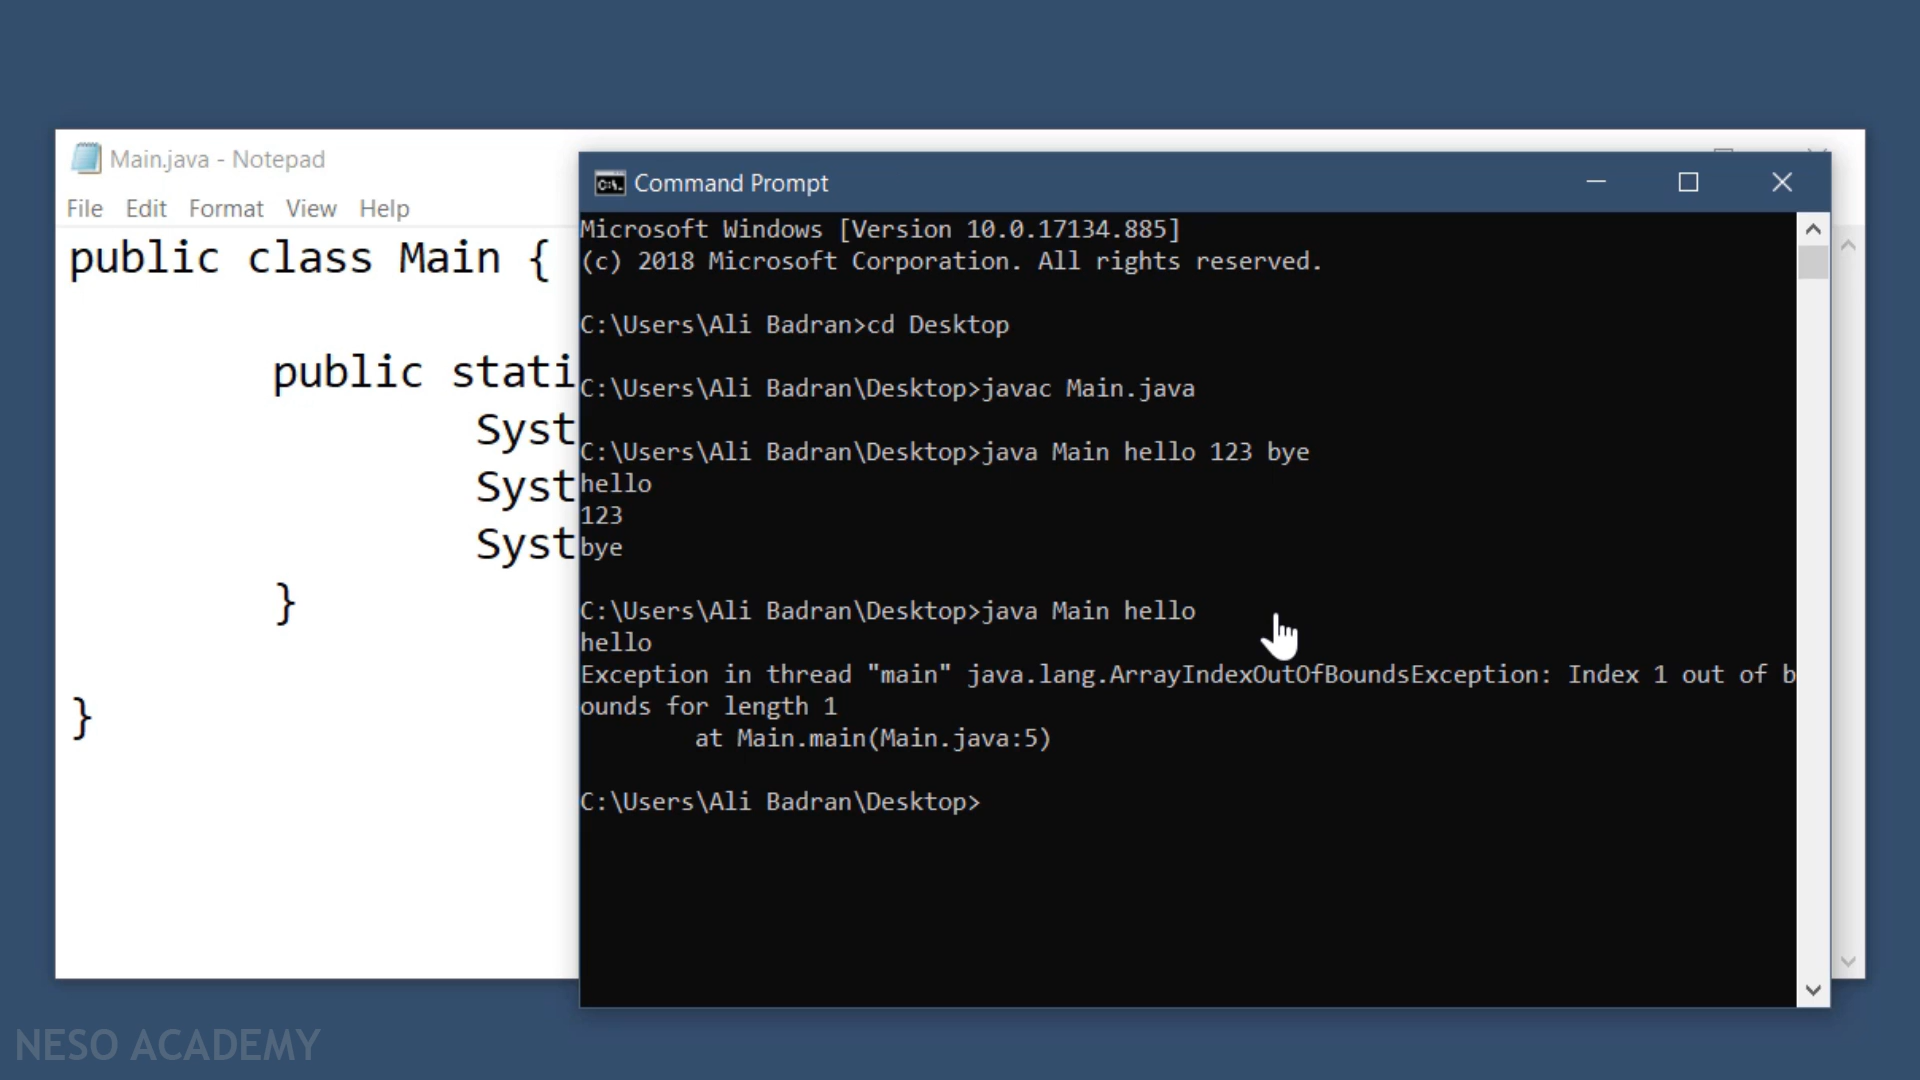 Main.java - Notepad
File Edit Format View Help
public class Main {
public stati
Syst
Syst
Syst
}
}
Command Prompt
Microsoft Windows [Version 10.0.17134.885]
(c) 2018 Microsoft Corporation. All rights reserved.
C:\Users\Ali Badran>cd Desktop
C:\Users\Ali Badran\Desktop>javac Main.java
C:\Users\Ali Badran\Desktop>java Main hello 123 bye
hello
123
bye
C:\Users\Ali Badran\Desktop>java Main hello
hello
Exception in thread "main" java.lang.ArrayIndexOutOfBoundsException: Index 1 out of b
ounds for length 1
at Main.main(Main.java:5)
C:\Users\Ali Badran\Desktop>
NESO ACADEMY